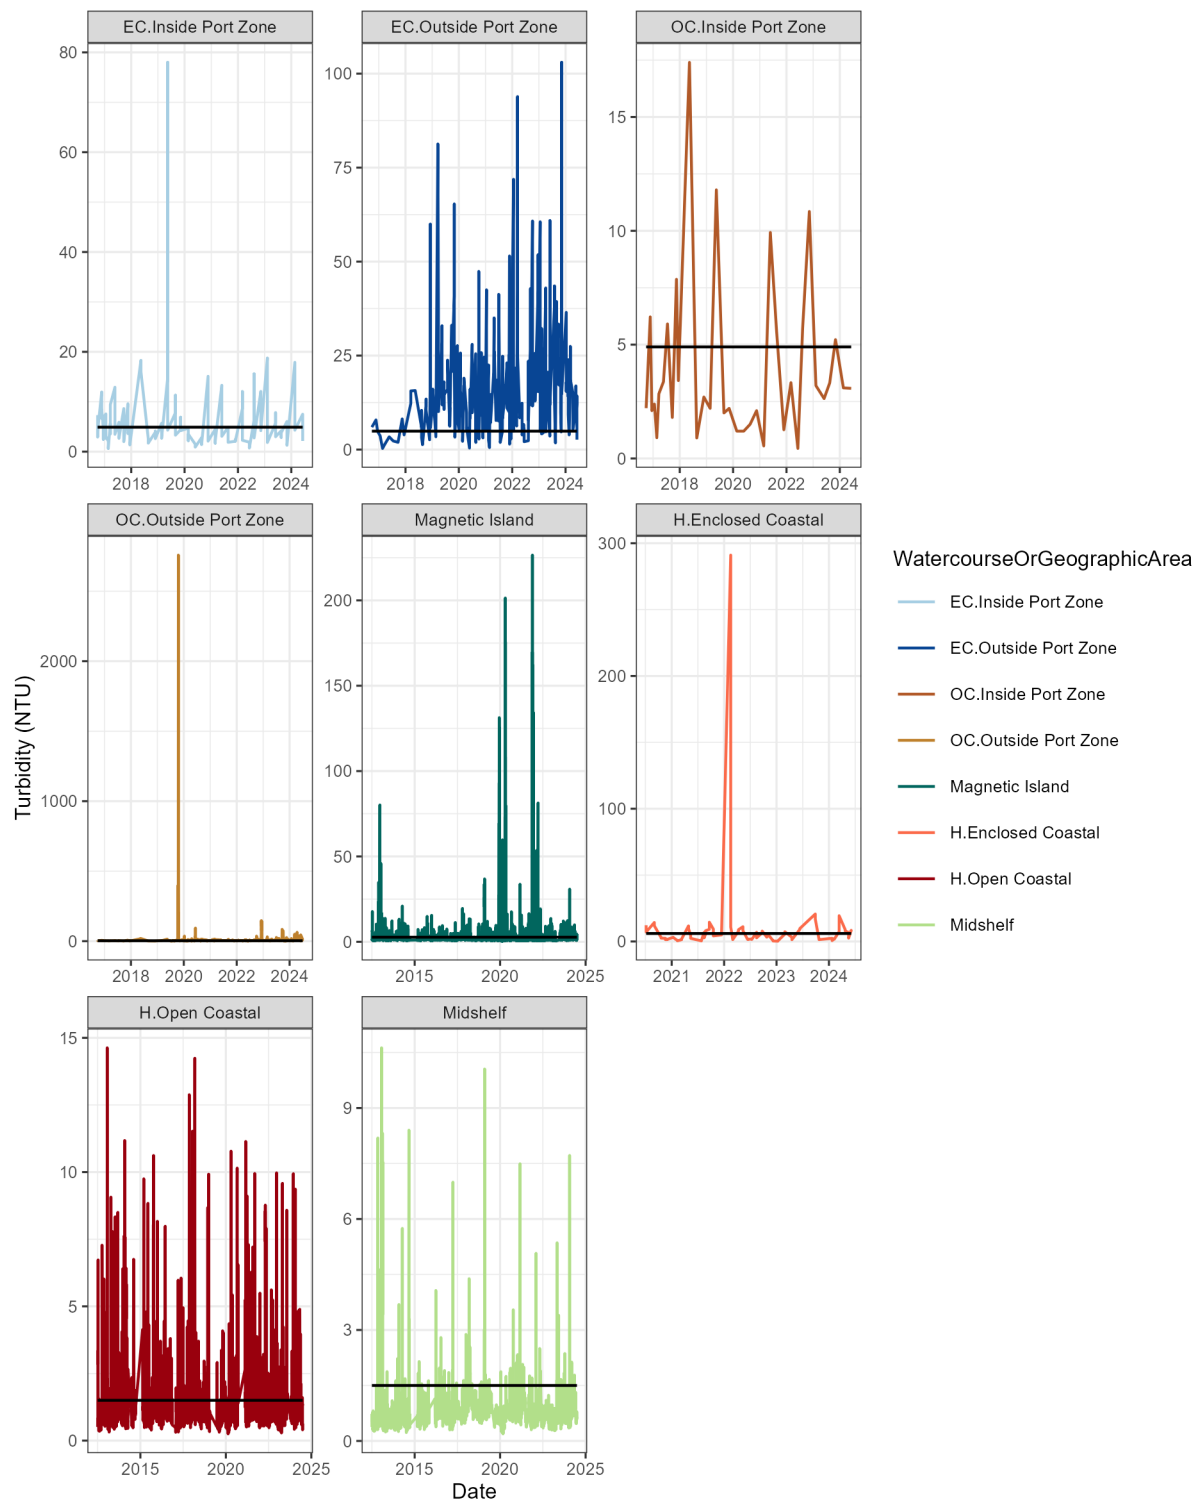 EC.Inside Port Zone
EC.Outside Port Zone
OC.Inside Port Zone
80
60
40
20
0
100
75
50
25
0
15
10
5
0
2018 2020 2022 2024
2018 2020 2022 2024
2018 2020 2022 2024
OC.Outside Port Zone
Magnetic Island
H.Enclosed Coastal
2000
1000
0
200
150
100
50
0
300
200
100
0
2018 2020 2022 2024
2015 2020 2025
2021 2022 2023 2024
H.Open Coastal
Midshelf
15
10
5
0
9
6
3
0
2015 2020 2025
2015 2020 2025
Turbidity (NTU)
Date
WatercourseOrGeographicArea
EC.Inside Port Zone
EC.Outside Port Zone
OC.Inside Port Zone
OC.Outside Port Zone
Magnetic Island
H.Enclosed Coastal
H.Open Coastal
Midshelf